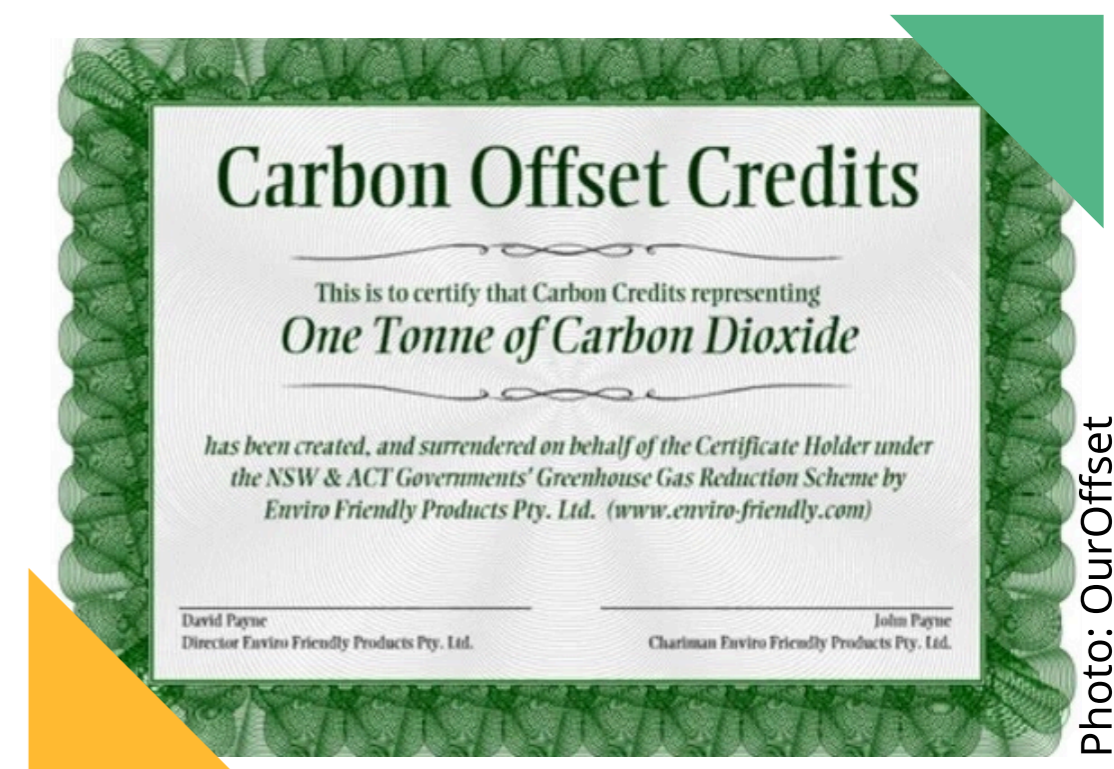 Carbon Offset Credits
This is to certify that Carbon Credits representing
One Tonne of Carbon Dioxide
has been created, and surrendered on behalf of the Certificate Holder under
the NSW & ACT Governments' Greenhouse Gas Reduction Scheme by
Enviro Friendly Products Pty. Ltd. (www.enviro-friendly.com)
David Payne
Director Enviro Friendly Products Pty. Ltd.
John Payne
Chariman Enviro Friendly Products Pty. Ltd.
Photo: OurOffset